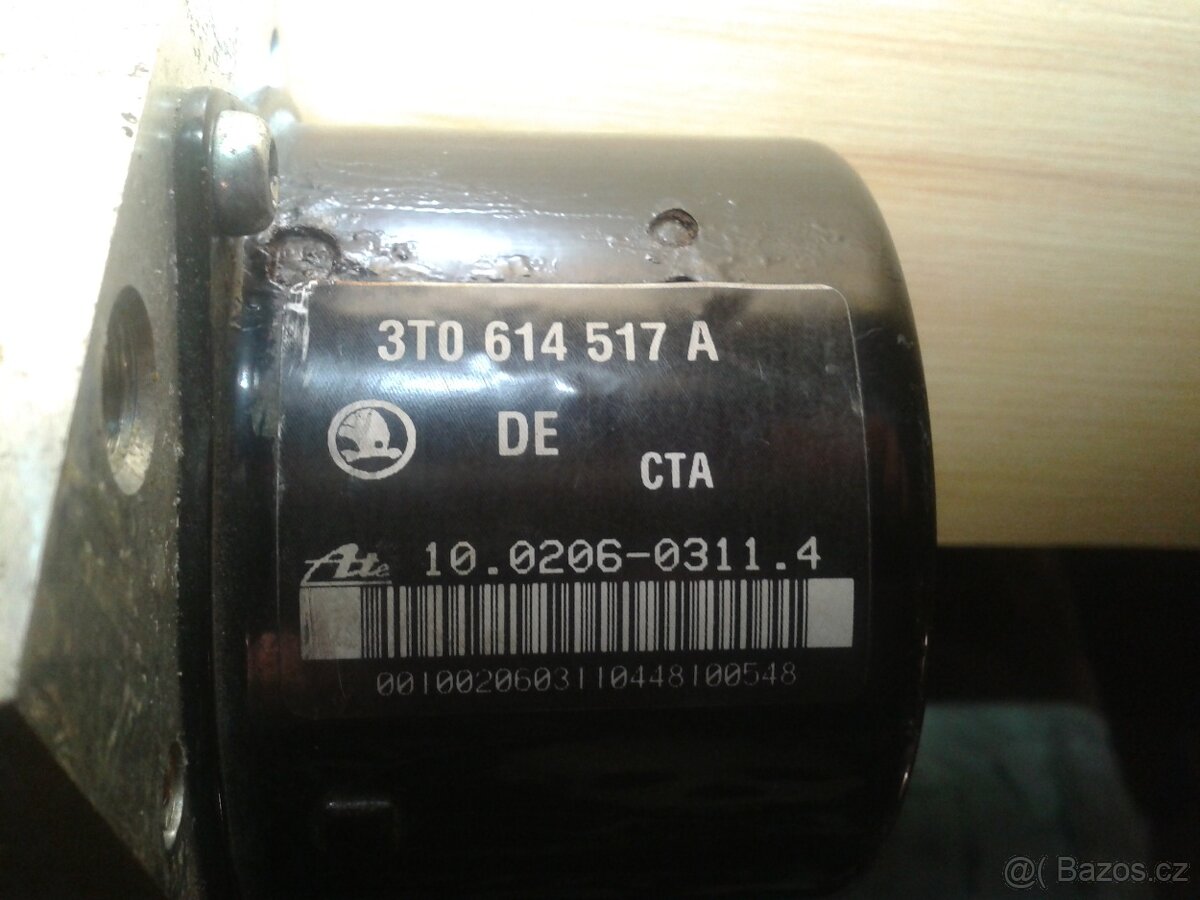 3T0 614 517 A
DE
CTA
Ate 10.0206-0311.4
00100206031104481​00548
@( Bazos.cz